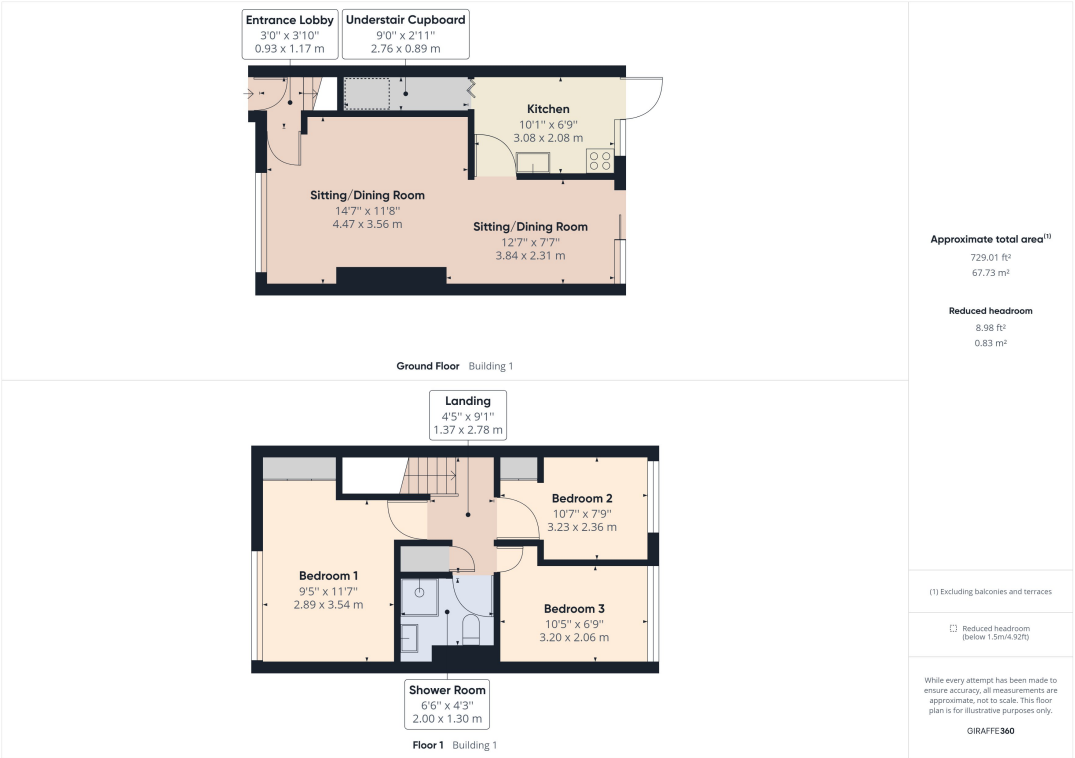 Entrance Lobby
3'0" x 3'10"
0.93 x 1.17 m
Understair Cupboard
9'0" x 2'11"
2.76 x 0.89 m
Kitchen
10'1" x 6'9"
3.08 x 2.08 m
Sitting/Dining Room
14'7" x 11'8"
4.47 x 3.56 m
Sitting/Dining Room
12'7" x 7'7"
3.84 x 2.31 m
Ground Floor Building 1
Landing
4'5" x 9'1"
1.37 x 2.78 m
Bedroom 2
10'7" x 7'9"
3.23 x 2.36 m
Bedroom 1
9'5" x 11'7"
2.89 x 3.54 m
Bedroom 3
10'5" x 6'9"
3.20 x 2.06 m
Shower Room
6'6" x 4'3"
2.00 x 1.30 m
Floor 1 Building 1
Approximate total area(1)
729.01 ft²
67.73 m²
Reduced headroom
8.98 ft²
0.83 m²
(1) Excluding balconies and terraces
Reduced headroom
(below 1.5m/4.92ft)
While every attempt has been made to
ensure accuracy, all measurements are
approximate, not to scale. This floor
plan is for illustrative purposes only.
GIRAFFE360